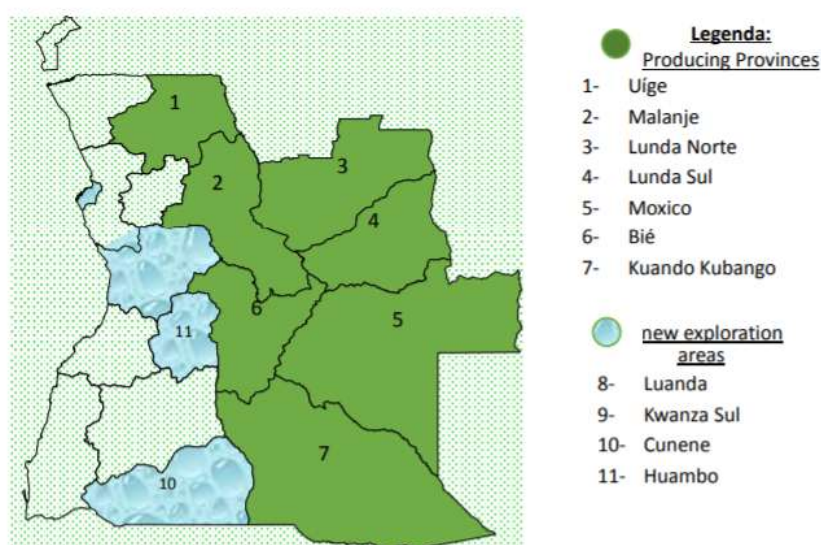 1
2
3
4
5
6
7
10
11
Legenda:
Producing Provinces
1- Uíge
2- Malanje
3- Lunda Norte
4- Lunda Sul
5- Moxico
6- Bié
7- Kuando Kubango
new exploration
areas
8- Luanda
9- Kwanza Sul
10- Cunene
11- Huambo